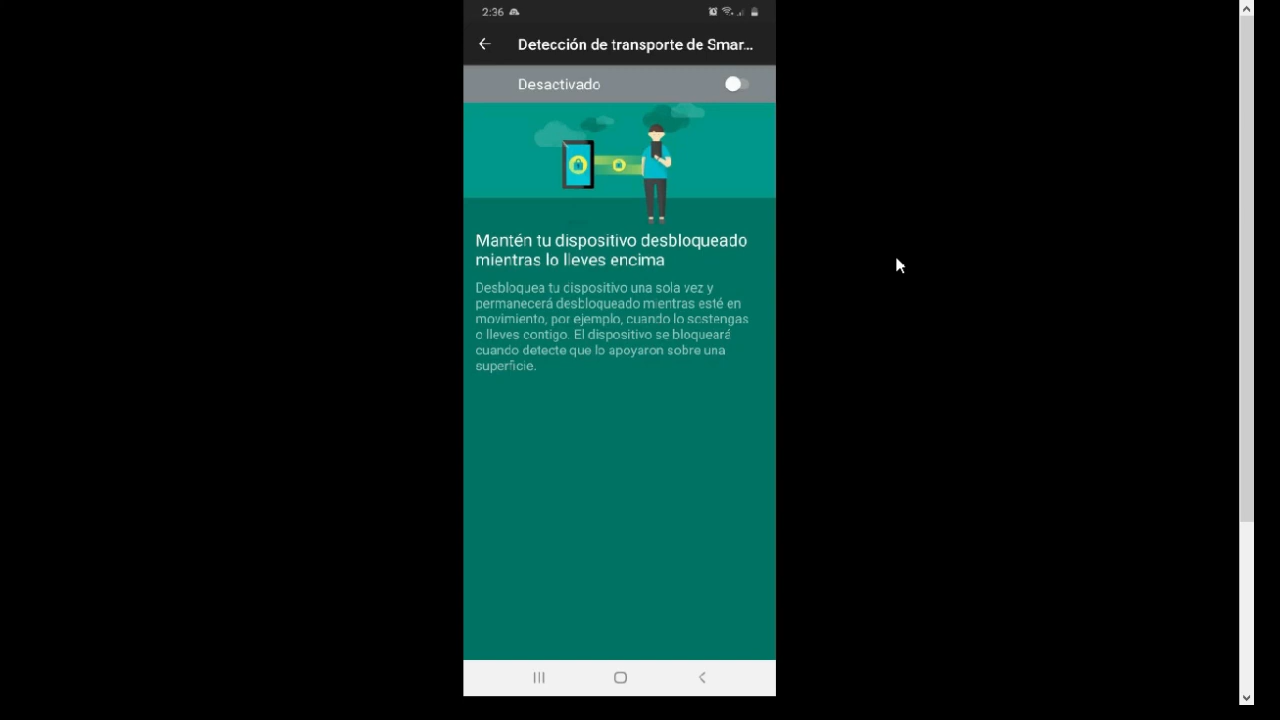 2:36
Detección de transporte de Smar...
Desactivado
Mantén tu dispositivo desbloqueado
mientras lo lleves encima
Desbloquea tu dispositivo una sola vez y
permanecerá desbloqueado mientras esté en
movimiento, por ejemplo, cuando lo sostengas
o lleves contigo. El dispositivo se bloqueará
cuando detecte que lo apoyaron sobre una
superficie.